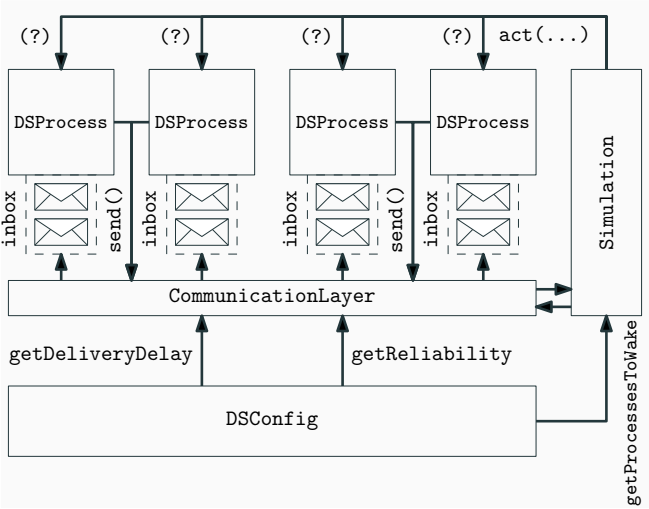 (?) (?) (?) (?) act(...)
DSProcess DSProcess DSProcess DSProcess
Simulation
inbox send() inbox inbox send() inbox
CommunicationLayer
getDeliveryDelay getReliability
getProcessesToWake
DSConfig